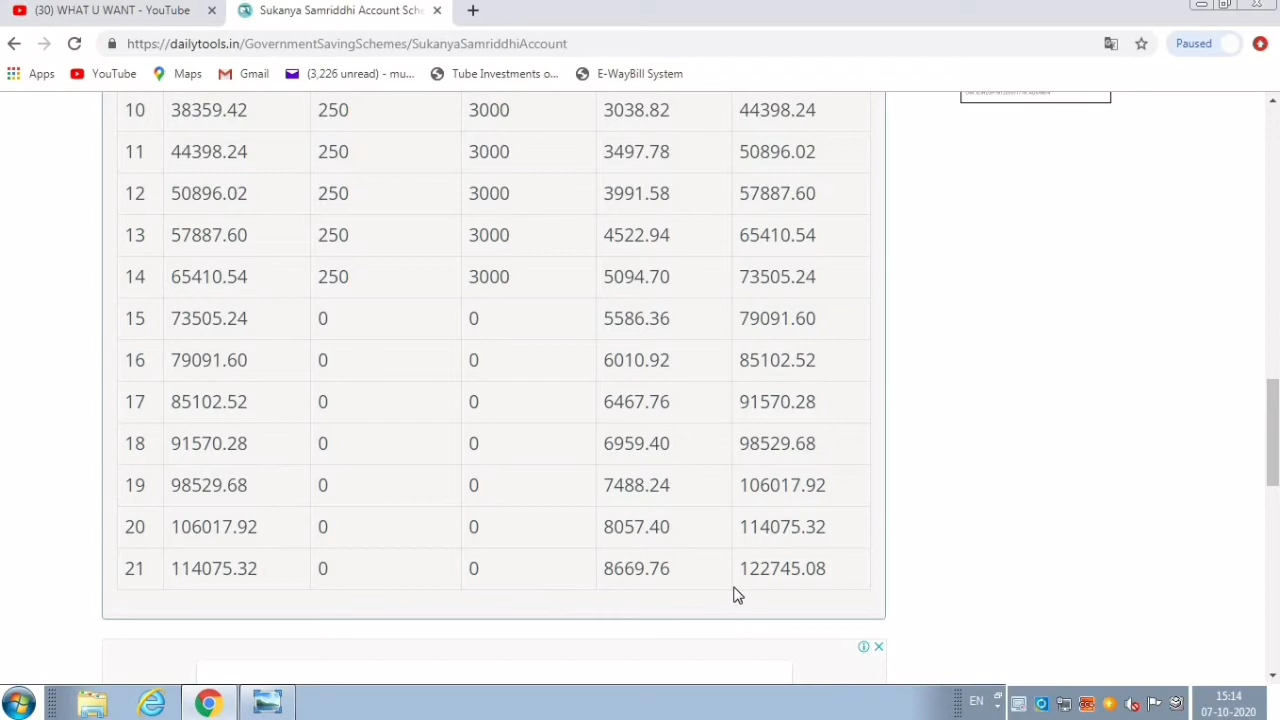 (30) WHAT U WANT - YouTube
Sukanya Samriddhi Account Sche
https://dailytools.in/GovernmentSavingSchemes/SukanyaSamriddhiAccount
Paused
Apps YouTube Maps Gmail (3,226 unread) - mu... Tube Investments o... E-WayBill System
10 38359.42 250 3000 3038.82 44398.24
11 44398.24 250 3000 3497.78 50896.02
12 50896.02 250 3000 3991.58 57887.60
13 57887.60 250 3000 4522.94 65410.54
14 65410.54 250 3000 5094.70 73505.24
15 73505.24 0 0 5586.36 79091.60
16 79091.60 0 0 6010.92 85102.52
17 85102.52 0 0 6467.76 91570.28
18 91570.28 0 0 6959.40 98529.68
19 98529.68 0 0 7488.24 106017.92
20 106017.92 0 0 8057.40 114075.32
21 114075.32 0 0 8669.76 122745.08
EN
15:14
07-10-2020